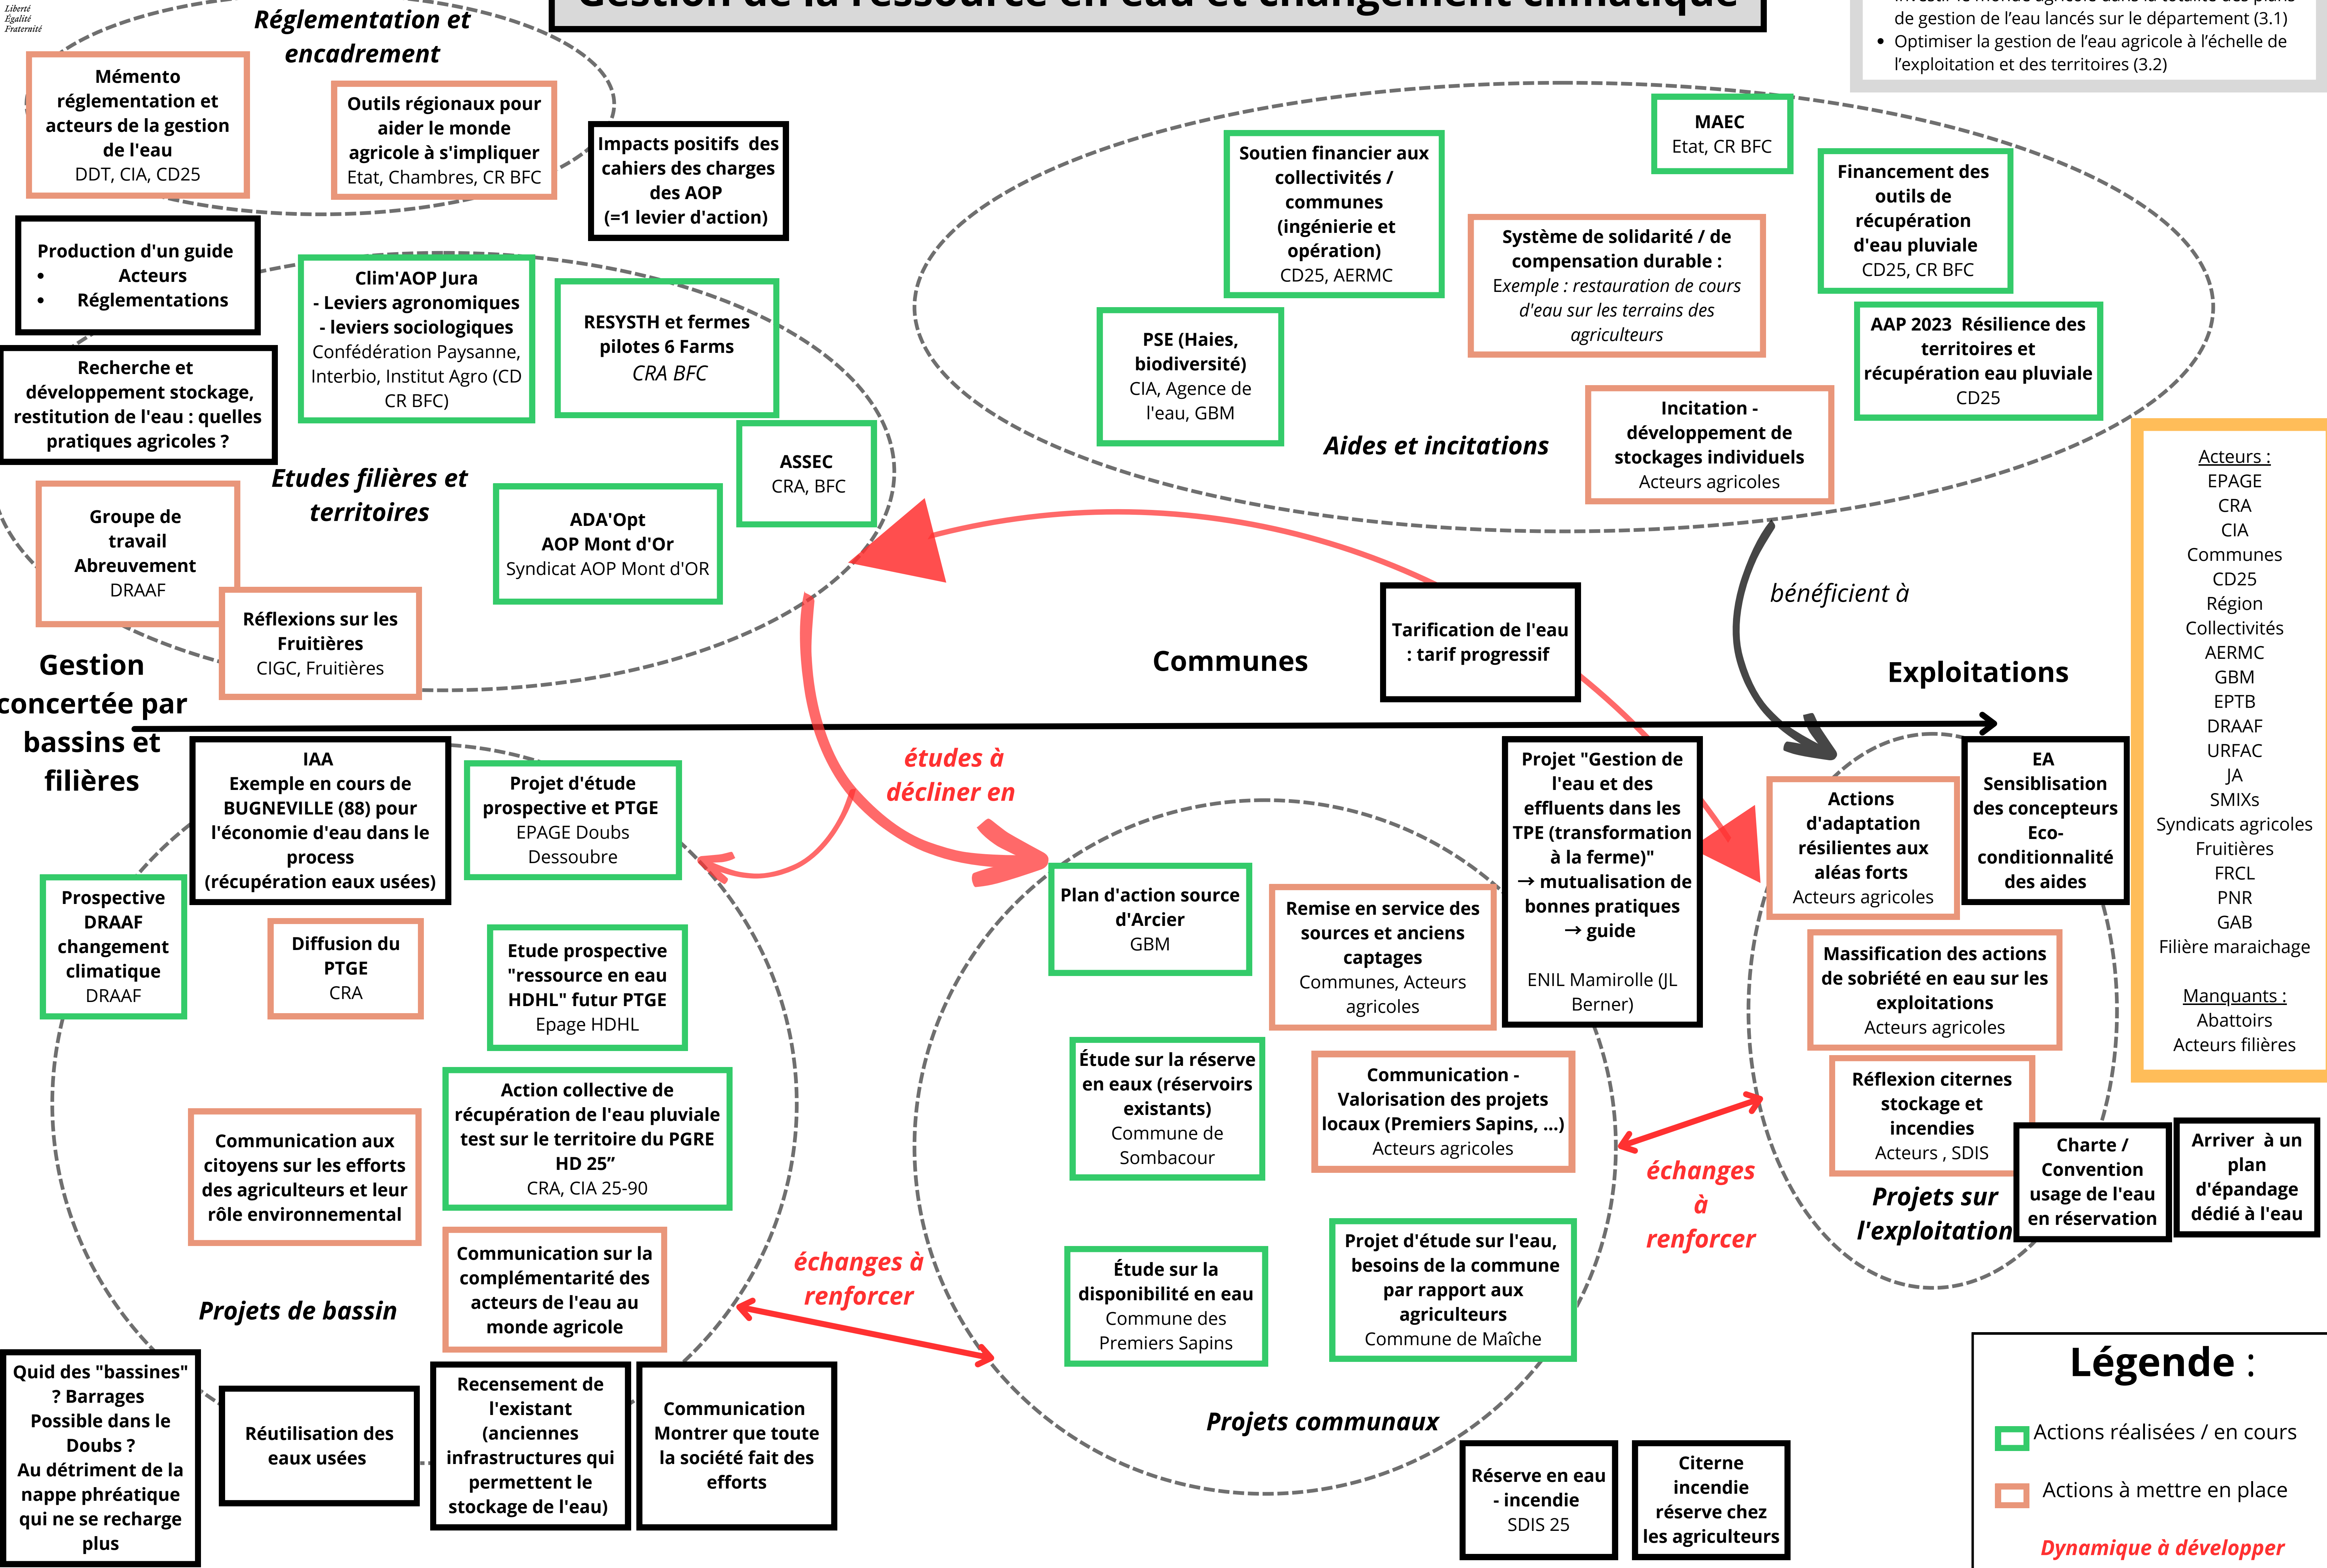 Liberté
Égalité
Fraternité
Gestion de la ressource en eau et changement climatique
de gestion de l’eau lancés sur le département (3.1)
• Optimiser la gestion de l’eau agricole à l’échelle de
l’exploitation et des territoires (3.2)
Réglementation et
encadrement
Mémento
réglementation et
acteurs de la gestion
de l'eau
DDT, CIA, CD25
Outils régionaux pour
aider le monde
agricole à s'impliquer
Etat, Chambres, CR BFC
Impacts positifs des
cahiers des charges
des AOP
(=1 levier d'action)
Production d'un guide
• Acteurs
• Réglementations
Recherche et
développement stockage,
restitution de l'eau : quelles
pratiques agricoles ?
Clim'AOP Jura
- Leviers agronomiques
- leviers sociologiques
Confédération Paysanne,
Interbio, Institut Agro (CD
CR BFC)
RESYSTH et fermes
pilotes 6 Farms
CRA BFC
ASSEC
CRA, BFC
Etudes filières et
territoires
ADA'Opt
AOP Mont d'Or
Syndicat AOP Mont d'OR
Groupe de
travail
Abreuvement
DRAAF
Réflexions sur les
Fruitières
CIGC, Fruitières
Soutien financier aux
collectivités /
communes
(ingénierie et
opération)
CD25, AERMC
MAEC
Etat, CR BFC
Financement des
outils de
récupération
d'eau pluviale
CD25, CR BFC
Système de solidarité / de
compensation durable :
Exemple : restauration de cours
d'eau sur les terrains des
agriculteurs
PSE (Haies,
biodiversité)
CIA, Agence de
l'eau, GBM
AAP 2023 Résilience des
territoires et
récupération eau pluviale
CD25
Incitation -
développement de
stockages individuels
Acteurs agricoles
Aides et incitations
bénéficient à
Gestion
concertée par
bassins et
filières
Communes
Tarification de l'eau
: tarif progressif
Exploitations
Acteurs :
EPAGE
CRA
CIA
Communes
CD25
Région
Collectivités
AERMC
GBM
EPTB
DRAAF
URFAC
JA
SMIXs
Syndicats agricoles
Fruitières
FRCL
PNR
GAB
Filière maraichage
Manquants :
Abattoirs
Acteurs filières
IAA
Exemple en cours de
BUGNEVILLE (88) pour
l'économie d'eau dans le
process
(récupération eaux usées)
Projet d'étude
prospective et PTGE
EPAGE Doubs
Dessoubre
études à
décliner en
Prospective
DRAAF
changement
climatique
DRAAF
Diffusion du
PTGE
CRA
Etude prospective
"ressource en eau
HDHL" futur PTGE
Epage HDHL
Action collective de
récupération de l'eau pluviale
test sur le territoire du PGRE
HD 25”
CRA, CIA 25-90
Communication aux
citoyens sur les efforts
des agriculteurs et leur
rôle environnemental
Communication sur la
complémentarité des
acteurs de l'eau au
monde agricole
Projets de bassin
échanges à
renforcer
Quid des "bassines"
? Barrages
Possible dans le
Doubs ?
Au détriment de la
nappe phréatique
qui ne se recharge
plus
Réutilisation des
eaux usées
Recensement de
l'existant
(anciennes
infrastructures qui
permettent le
stockage de l'eau)
Communication
Montrer que toute
la société fait des
efforts
Plan d'action source
d'Arcier
GBM
Remise en service des
sources et anciens
captages
Communes, Acteurs
agricoles
Projet "Gestion de
l'eau et des
effluents dans les
TPE (transformation
à la ferme)"
→ mutualisation de
bonnes pratiques
→ guide
ENIL Mamirolle (JL
Berner)
Étude sur la réserve
en eaux (réservoirs
existants)
Commune de
Sombacour
Communication -
Valorisation des projets
locaux (Premiers Sapins, ...)
Acteurs agricoles
Étude sur la
disponibilité en eau
Commune des
Premiers Sapins
Projet d'étude sur l'eau,
besoins de la commune
par rapport aux
agriculteurs
Commune de Maîche
Projets communaux
échanges
à
renforcer
Réserve en eau
- incendie
SDIS 25
Citerne
incendie
réserve chez
les agriculteurs
Actions
d'adaptation
résilientes aux
aléas forts
Acteurs agricoles
EA
Sensiblisation
des concepteurs
Eco-
conditionnalité
des aides
Massification des actions
de sobriété en eau sur les
exploitations
Acteurs agricoles
Réflexion citernes
stockage et
incendies
Acteurs , SDIS
Projets sur
l'exploitation
Charte /
Convention
usage de l'eau
en réservation
Arriver à un
plan
d'épandage
dédié à l'eau
Légende :
Actions réalisées / en cours
Actions à mettre en place
Dynamique à développer